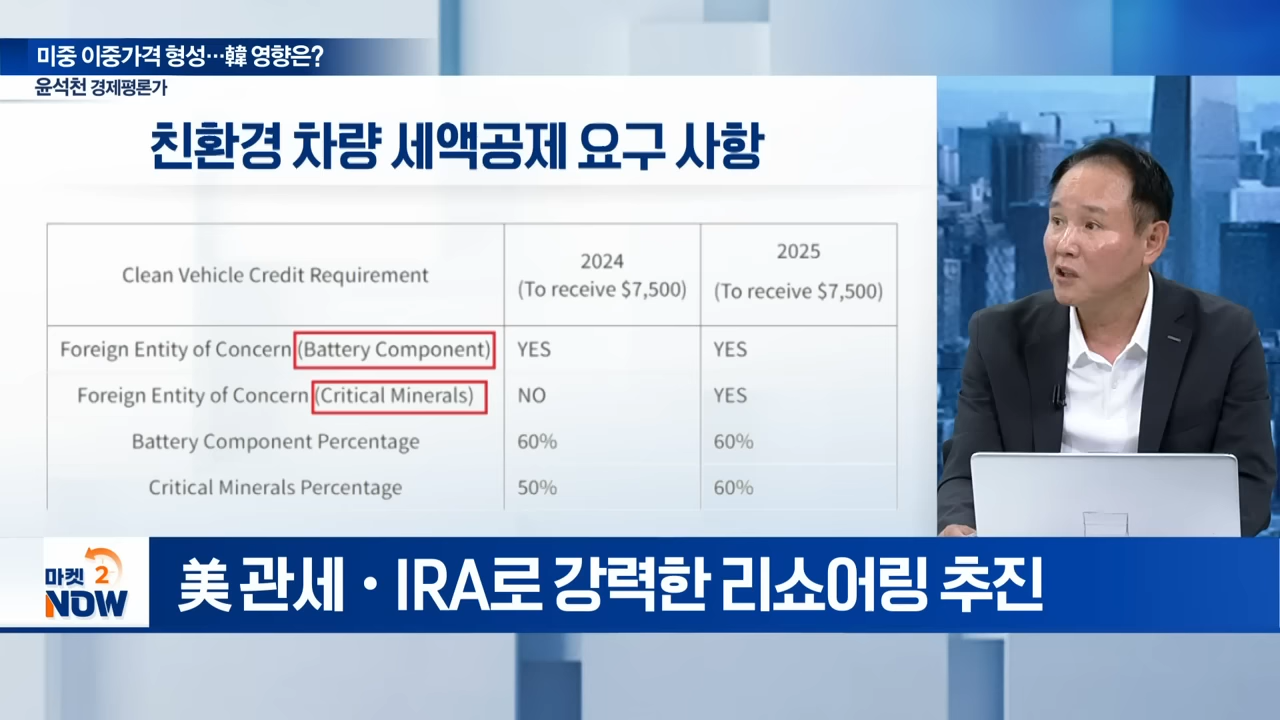 미중 이중가격 형성…韓 영향은?
윤석천 경제평론가
친환경 차량 세액공제 요구 사항
Clean Vehicle Credit Requirement
2024
(To receive $7,500)
2025
(To receive $7,500)
Foreign Entity of Concern (Battery Component) YES YES
Foreign Entity of Concern (Critical Minerals) NO YES
Battery Component Percentage 60% 60%
Critical Minerals Percentage 50% 60%
마켓 2
NOW
美 관세·IRA로 강력한 리쇼어링 추진